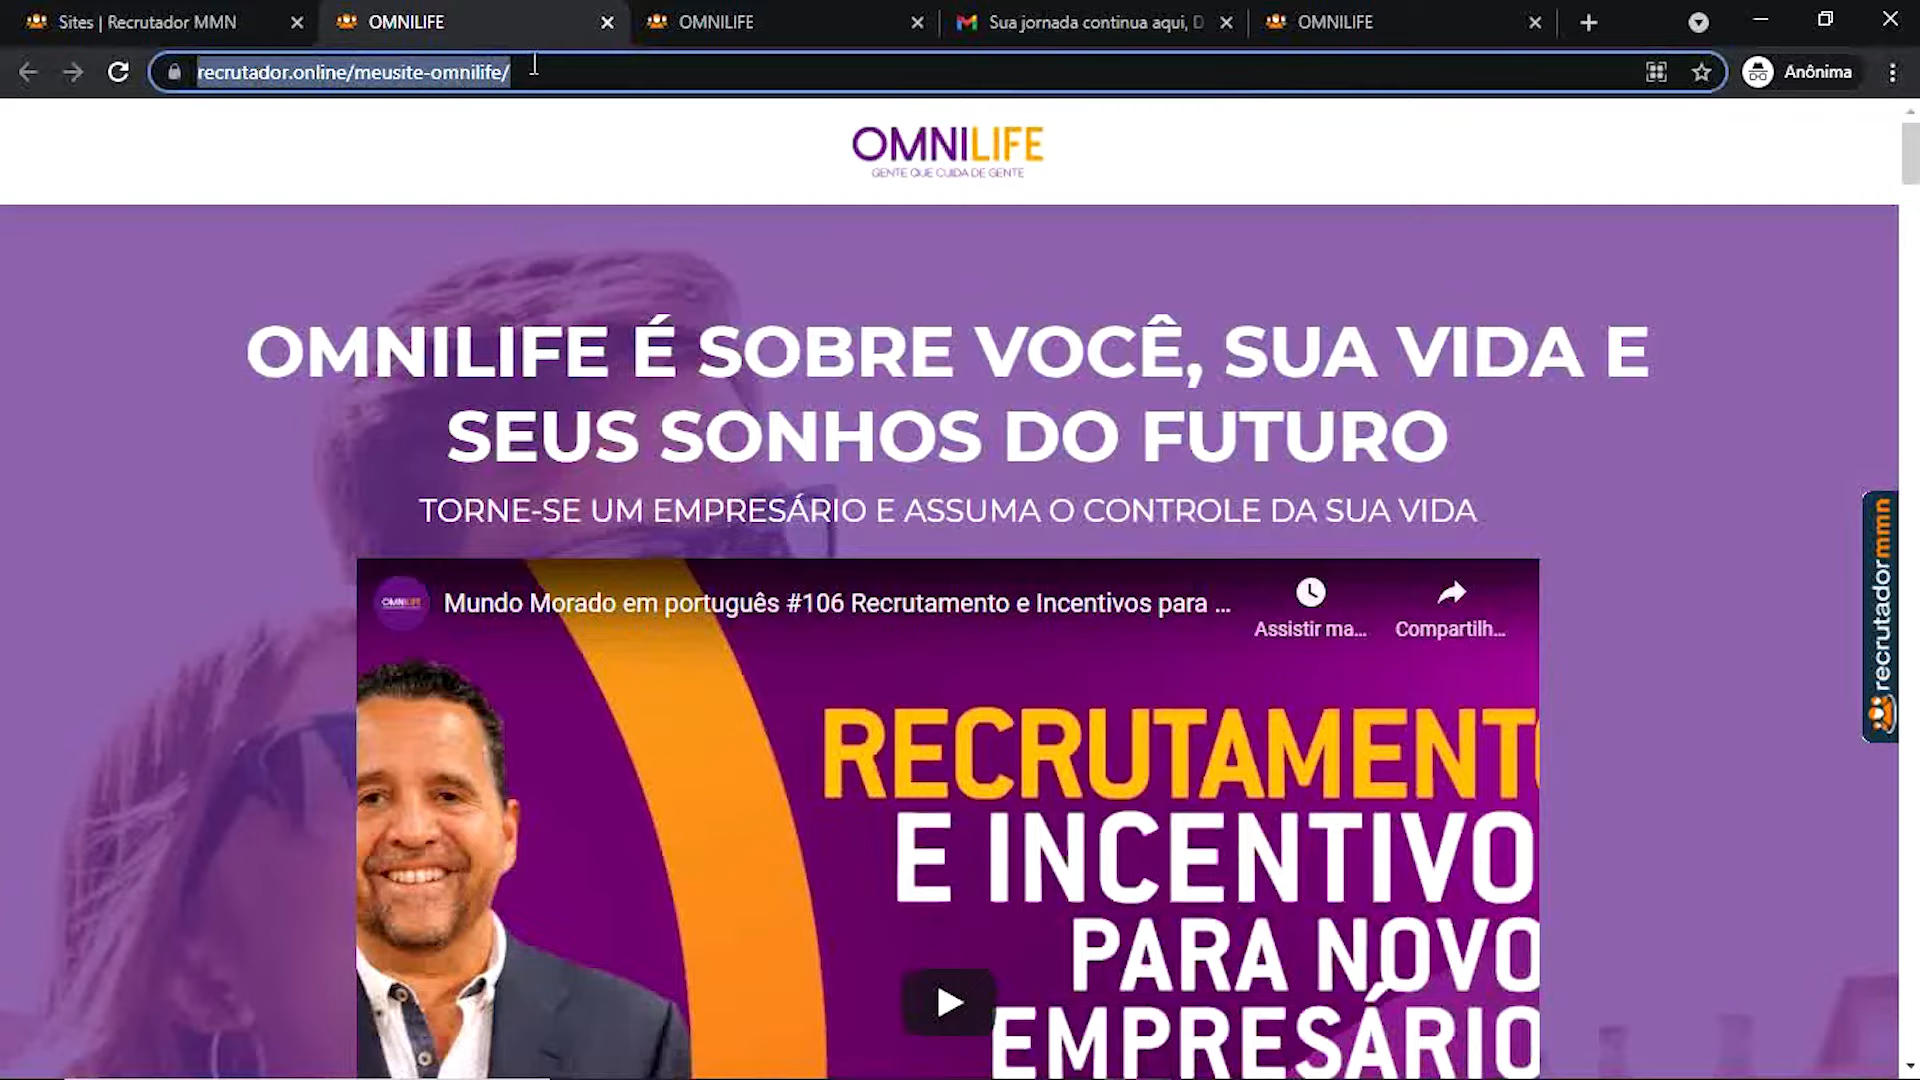 Sites | Recrutador MMN
OMNILIFE
OMNILIFE
Sua jornada continua aqui, D
OMNILIFE
recrutador.online/meusite-omnilife/
Anônima
OMNILIFE
GENTE QUE CUIDA DE GENTE
OMNILIFE É SOBRE VOCÊ, SUA VIDA E
SEUS SONHOS DO FUTURO
TORNE-SE UM EMPRESÁRIO E ASSUMA O CONTROLE DA SUA VIDA
recrutadormmn
OMNILIFE
Mundo Morado em português #106 Recrutamento e Incentivos para ...
Assistir ma...
Compartilh...
RECRUTAMENTO
E INCENTIVO
PARA NOVO
EMPRESÁRIO